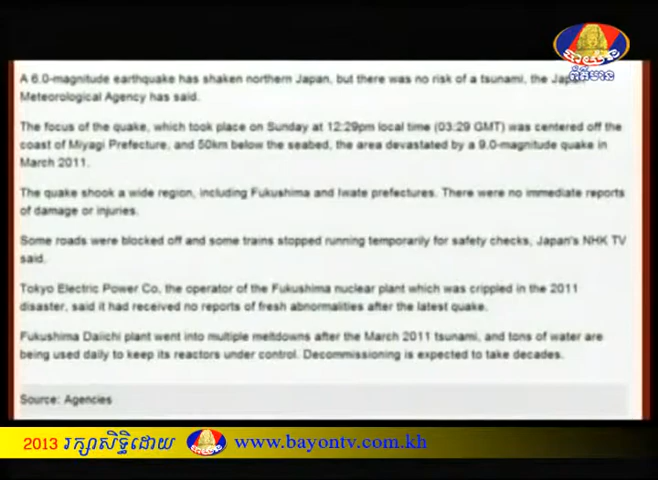 បាយ័ន
ព័ត៌មាន
A 6.0-magnitude earthquake has shaken northern Japan, but there was no risk of a tsunami, the Japan
Meteorological Agency has said.
The focus of the quake, which took place on Sunday at 12:29pm local time (03:29 GMT) was centered off the
coast of Miyagi Prefecture, and 50km below the seabed, the area devastated by a 9.0-magnitude quake in
March 2011.
The quake shook a wide region, including Fukushima and Iwate prefectures. There were no immediate reports
of damage or injuries.
Some roads were blocked off and some trains stopped running temporarily for safety checks, Japan's NHK TV
said.
Tokyo Electric Power Co, the operator of the Fukushima nuclear plant which was crippled in the 2011
disaster, said it had received no reports of fresh abnormalities after the latest quake.
Fukushima Daiichi plant went into multiple meltdowns after the March 2011 tsunami, and tons of water are
being used daily to keep its reactors under control. Decommissioning is expected to take decades.
Source: Agencies
2013 រក្សាសិទ្ធិដោយ www.bayontv.com.kh